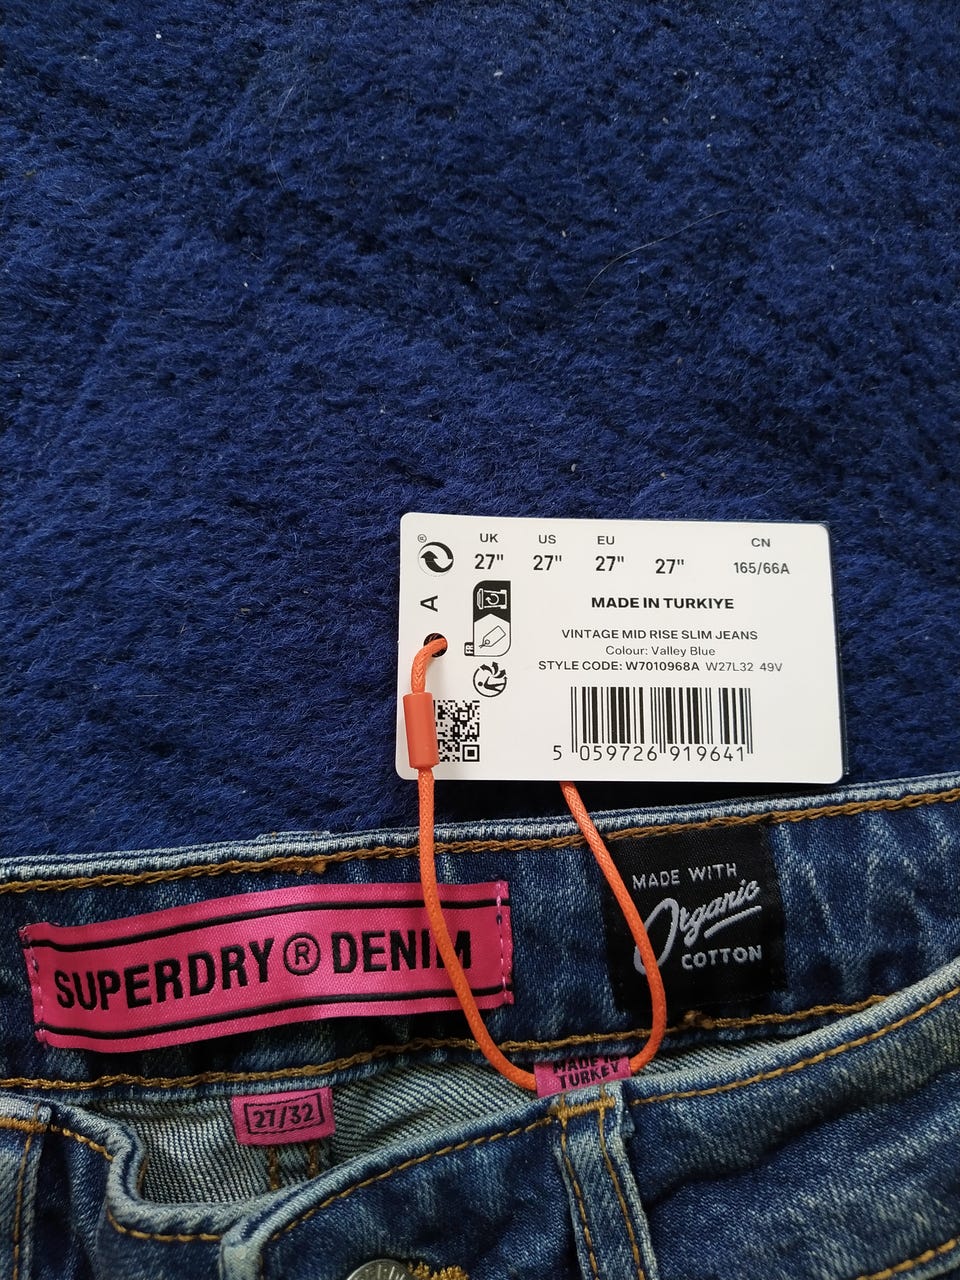 UK US EU CN
27" 27" 27" 27" 165/66A
A
MADE IN TURKIYE
VINTAGE MID RISE SLIM JEANS
Colour: Valley Blue
STYLE CODE: W7010968A W27L32 49V
5 059726 919641
SUPERDRY ® DENIM
MADE WITH
Organic
COTTON
MADE IN
TURKEY
27/32